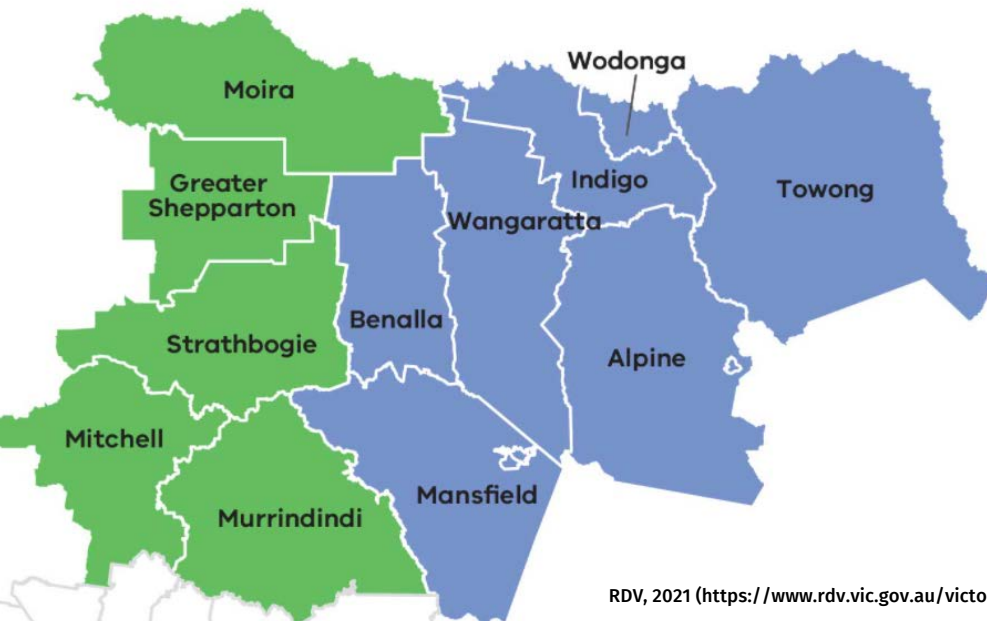 Wodonga
Moira
Greater
Shepparton
Indigo
Towong
Wangaratta
Benalla
Strathbogie
Alpine
Mitchell
Mansfield
Murrindindi
RDV, 2021 (https://www.rdv.vic.gov.au/victo